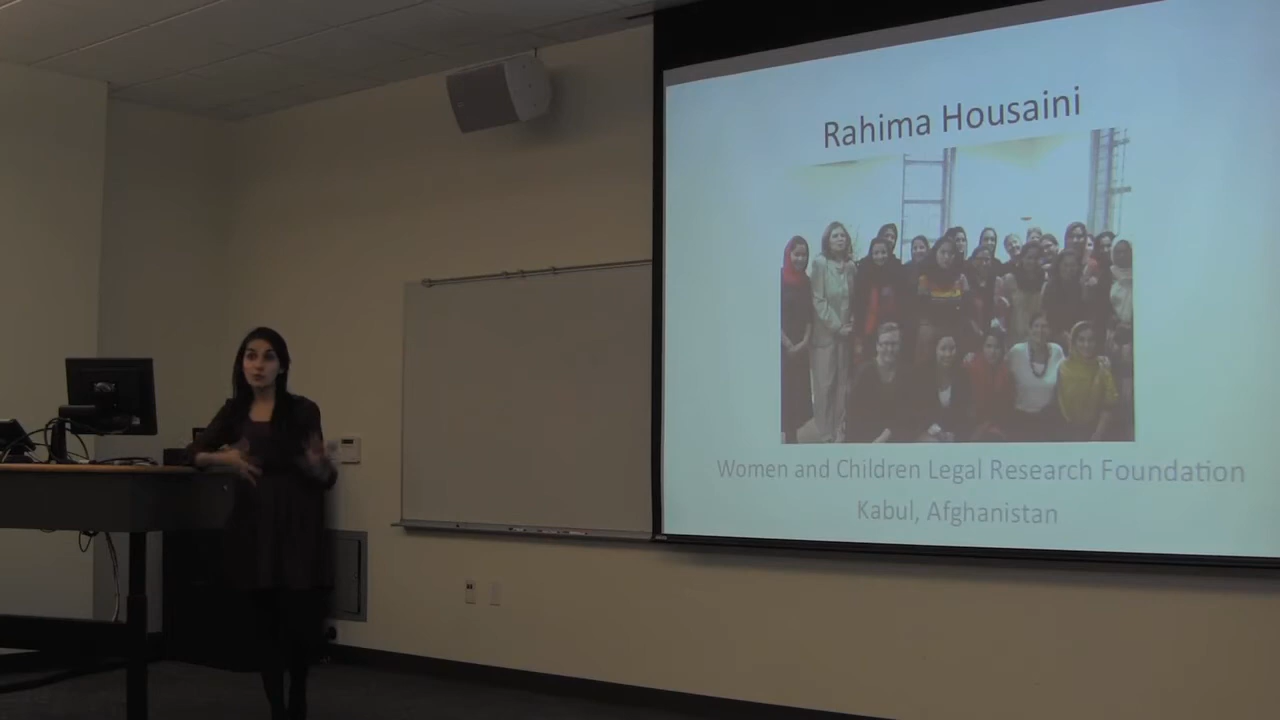 Rahima Housaini
Women and Children Legal Research Foundation
Kabul, Afghanistan